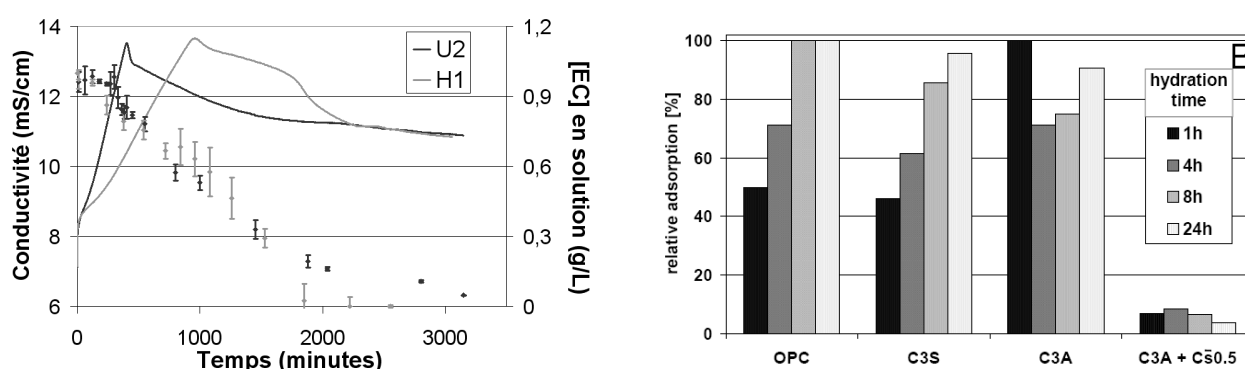 14
12
10
8
6
Conductivité (mS/cm)
U2
H1
1,2
0,9
0,6
0,3
0
[EC] en solution (g/L)
0
1000
2000
3000
Temps (minutes)
100
80
60
40
20
0
relative adsorption [%]
E
hydration
time
1h
4h
8h
24h
OPC
C3S
C3A
C3A + Cs̄0.5